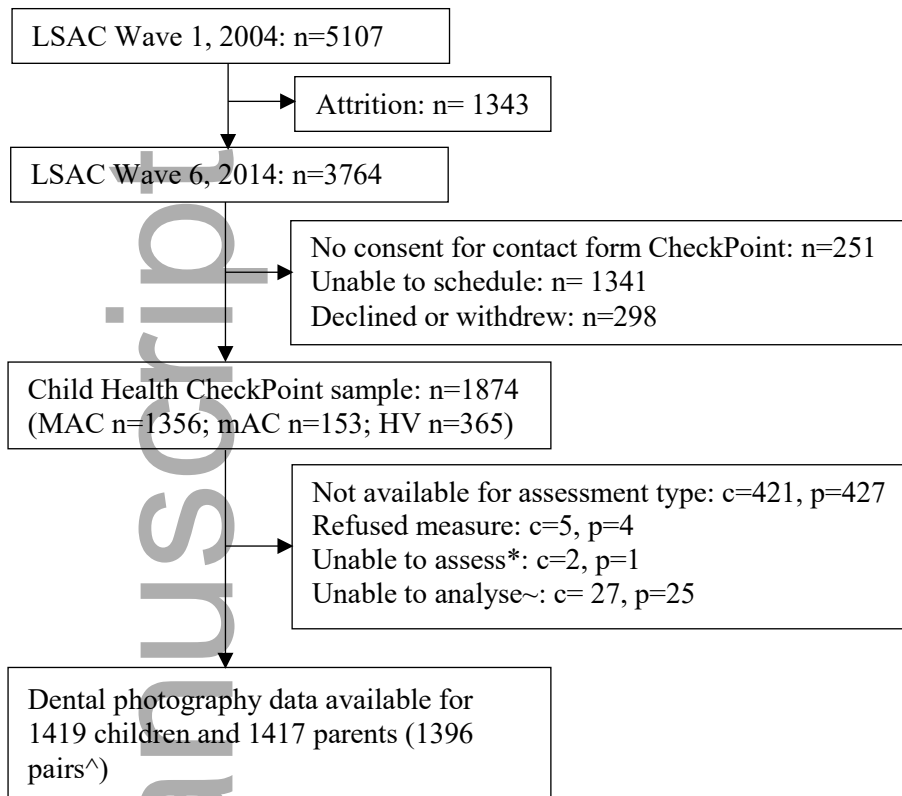 LSAC Wave 1, 2004: n=5107
Attrition: n= 1343
LSAC Wave 6, 2014: n=3764
No consent for contact form CheckPoint: n=251
Unable to schedule: n= 1341
Declined or withdrew: n=298
Child Health CheckPoint sample: n=1874
(MAC n=1356; mAC n=153; HV n=365)
Not available for assessment type: c=421, p=427
Refused measure: c=5, p=4
Unable to assess*: c=2, p=1
Unable to analyse~: c= 27, p=25
Dental photography data available for
1419 children and 1417 parents (1396
pairs^)
anuscript